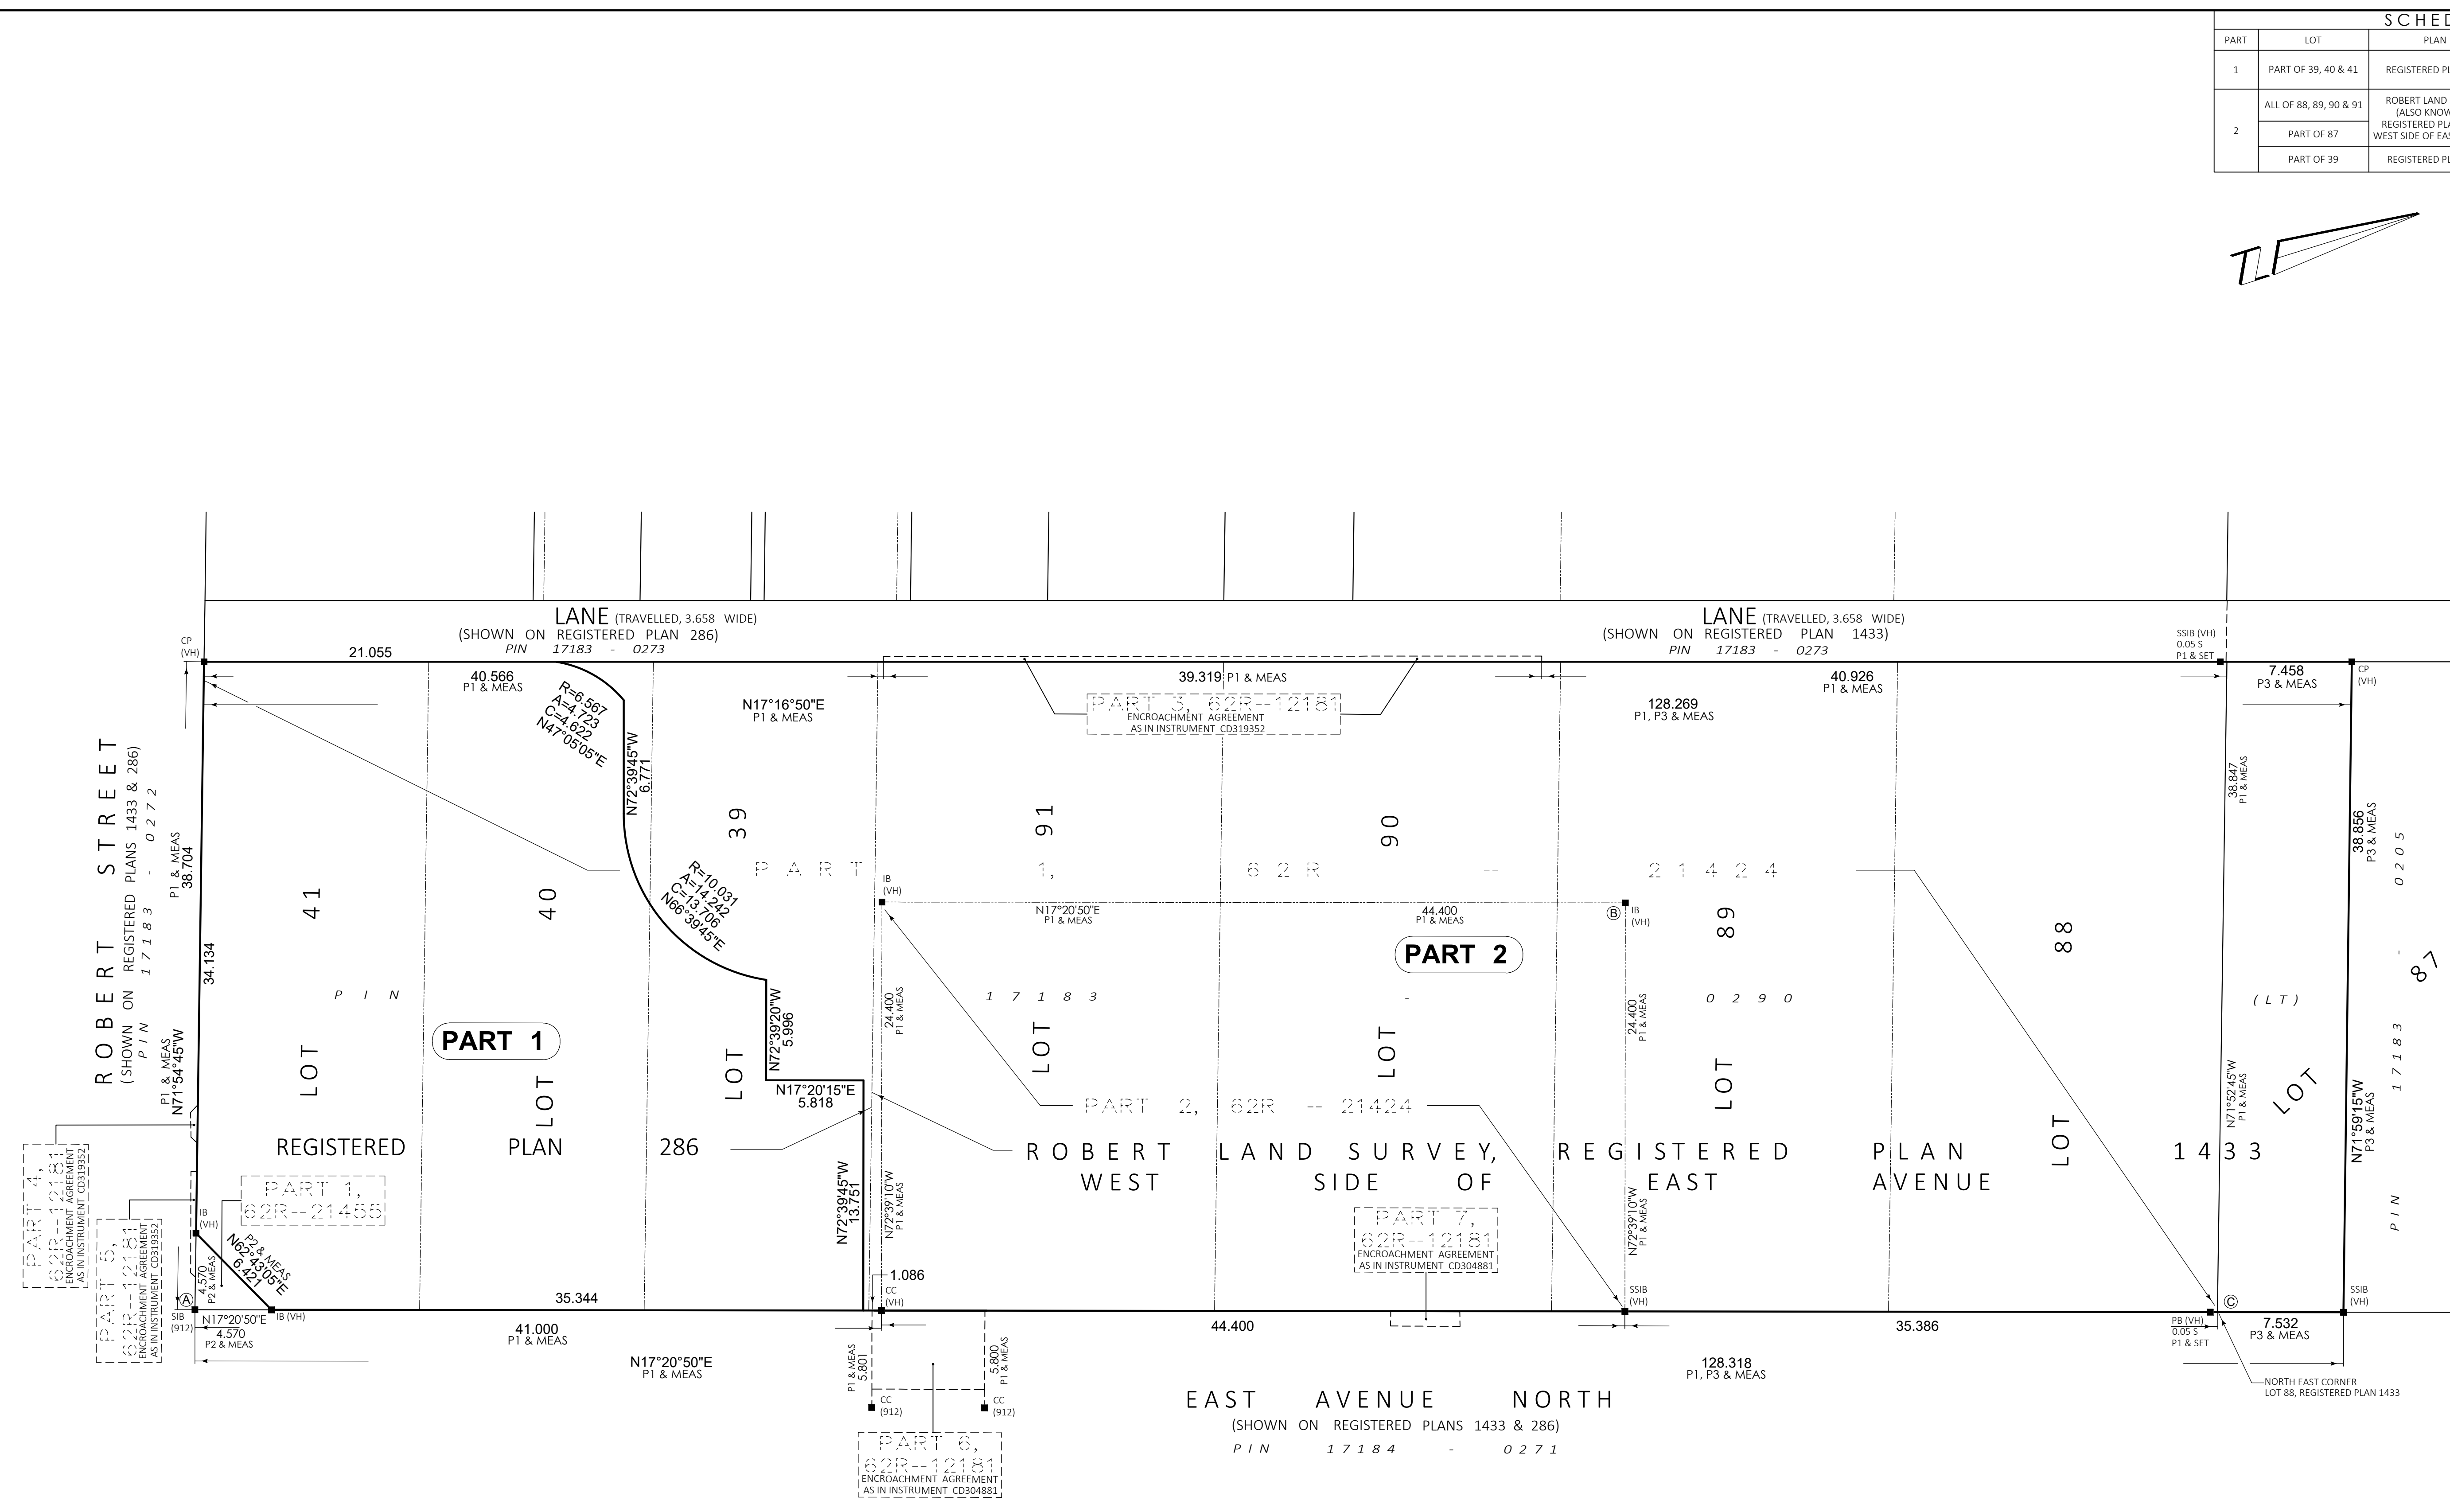 SCHED
PART LOT PLAN
1 PART OF 39, 40 & 41 REGISTERED PL
2
ALL OF 88, 89, 90 & 91
PART OF 87
ROBERT LAND
(ALSO KNOW
REGISTERED PLA
WEST SIDE OF EAS
PART OF 39 REGISTERED PL
LANE (TRAVELLED, 3.658 WIDE)
(SHOWN ON REGISTERED PLAN 286)
PIN 17183 - 0273
LANE (TRAVELLED, 3.658 WIDE)
(SHOWN ON REGISTERED PLAN 1433)
PIN 17183 - 0273
CP
(VH)
21.055
40.566
P1 & MEAS
R=6.567
A=4.723
C=4.622
N47°05'05"E
N17°16'50"E
P1 & MEAS
39.319 P1 & MEAS
PART 3, 62R--12181
ENCROACHMENT AGREEMENT
AS IN INSTRUMENT CD319352
128.269
P1, P3 & MEAS
40.926
P1 & MEAS
SSIB (VH)
0.05 S
P1 & SET
7.458
P3 & MEAS
CP
(VH)
ROBERT STREET
(SHOWN ON REGISTERED PLANS 1433 & 286)
PIN 17183 - 0272
P1 & MEAS
38.704
34.134
P1 & MEAS
N71°54'45"W
N72°39'45"W
6.771
R=10.031
A=14.242
C=13.706
N66°39'45"E
38.847
P1 & MEAS
38.856
P3 & MEAS
PIN 17183 - 0205
LOT 41
LOT 40
LOT 39
LOT 91
LOT 90
LOT 89
LOT 88
LOT 87
PART 1, 62R -- 21424
IB
(VH)
N17°20'50"E
P1 & MEAS
44.400
P1 & MEAS
B
IB
(VH)
PART 2
PIN 17183 - 0290 (LT)
PART 1
24.400
P1 & MEAS
24.400
P1 & MEAS
N72°39'20"W
5.996
N17°20'15"E
5.818
PART 2, 62R -- 21424
N71°52'45"W
P1 & MEAS
N71°59'15"W
P3 & MEAS
REGISTERED PLAN 286
ROBERT LAND SURVEY, REGISTERED PLAN 1433
WEST SIDE OF EAST AVENUE
PART 4,
62R--12181
ENCROACHMENT AGREEMENT
AS IN INSTRUMENT CD319352
PART 5,
62R--12181
ENCROACHMENT AGREEMENT
AS IN INSTRUMENT CD319352
PART 1,
62R--21455
IB
(VH)
P2 & MEAS
N62°43'05"E
6.421
4.570
P2 & MEAS
N72°39'45"W
13.751
N72°39'10"W
P1 & MEAS
N72°39'10"W
P1 & MEAS
PART 7,
62R--12181
ENCROACHMENT AGREEMENT
AS IN INSTRUMENT CD304881
1.086
CC
(VH)
SSIB
(VH)
SSIB
(VH)
A
SIB
(912)
N17°20'50"E
4.570
P2 & MEAS
IB (VH)
35.344
41.000
P1 & MEAS
44.400
35.386
C
PB (VH)
0.05 S
P1 & SET
7.532
P3 & MEAS
N17°20'50"E
P1 & MEAS
P1 & MEAS
5.801
5.800
P1 & MEAS
128.318
P1, P3 & MEAS
CC
(912)
CC
(912)
NORTH EAST CORNER
LOT 88, REGISTERED PLAN 1433
EAST AVENUE NORTH
(SHOWN ON REGISTERED PLANS 1433 & 286)
PIN 17184 - 0271
PART 6,
62R--12181
ENCROACHMENT AGREEMENT
AS IN INSTRUMENT CD304881